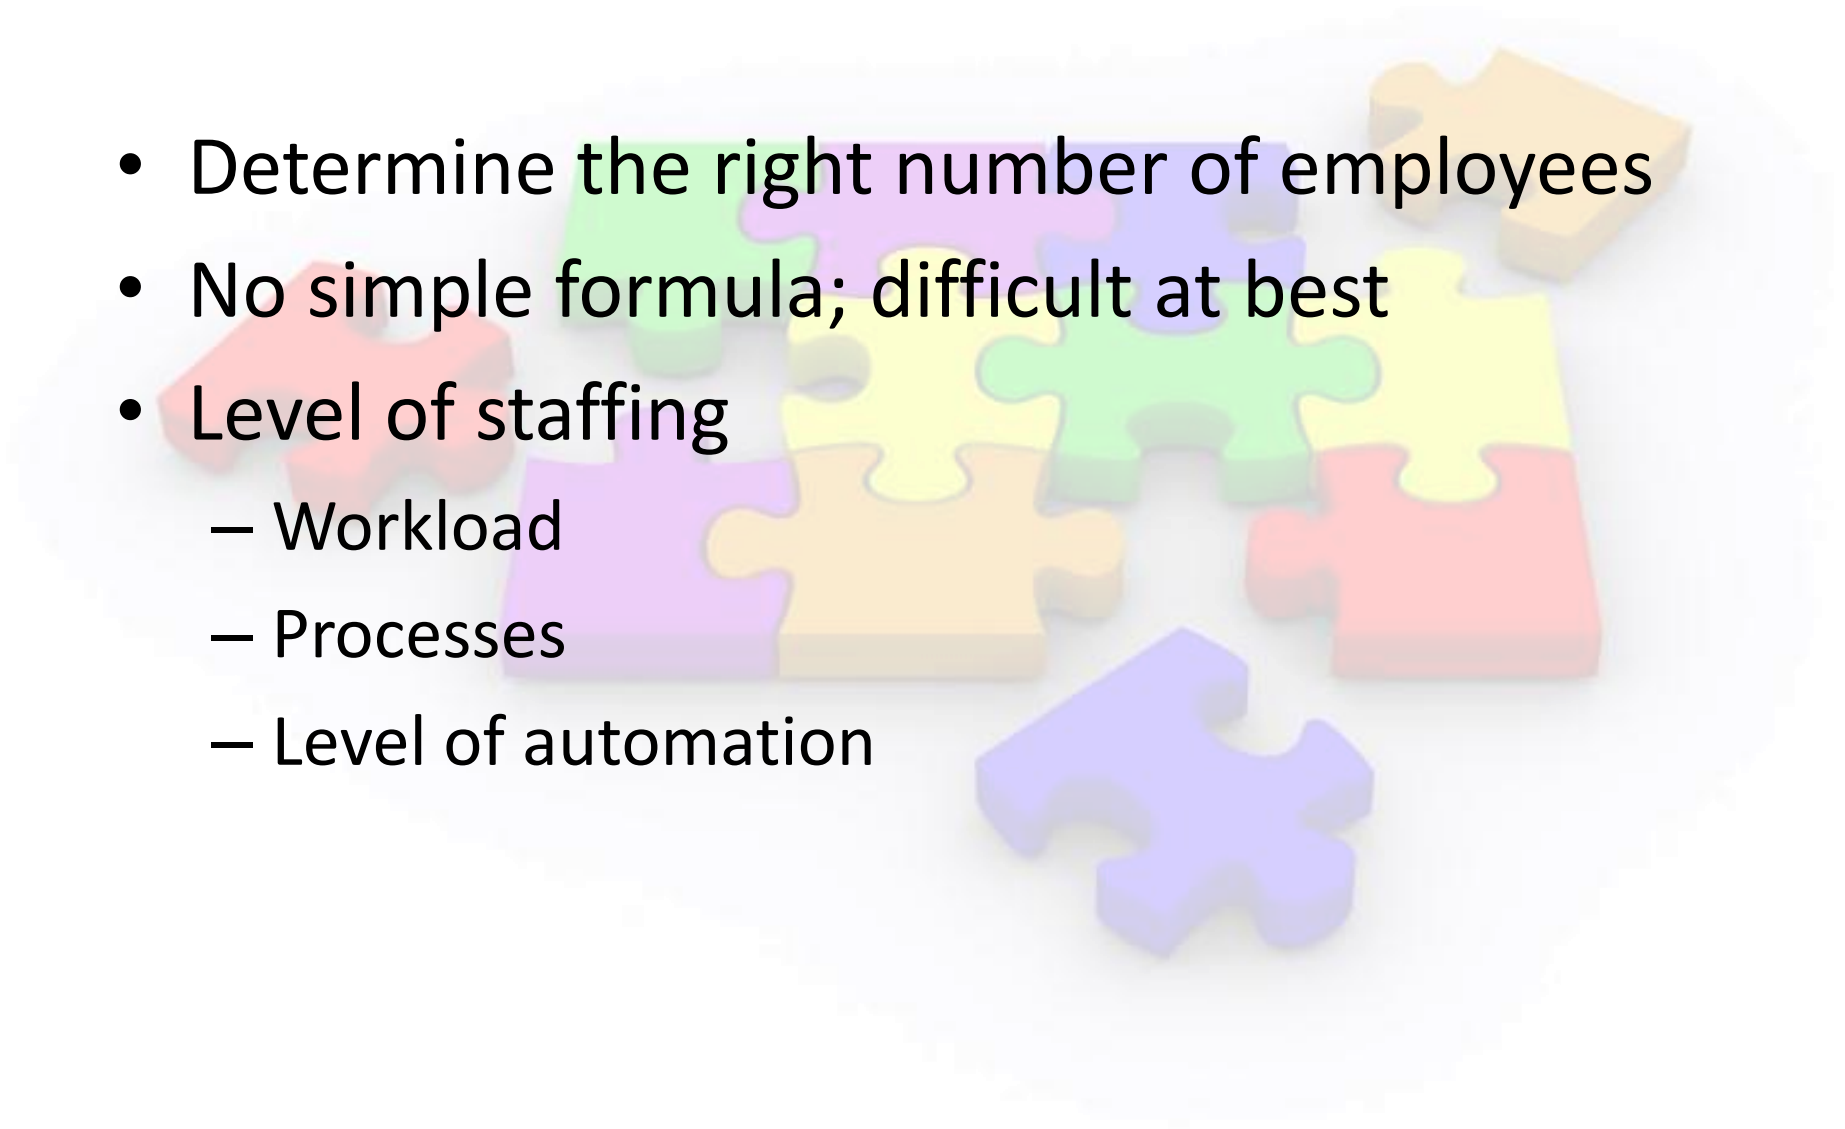 • Determine the right number of employees
• No simple formula; difficult at best
• Level of staffing
– Workload
– Processes
– Level of automation